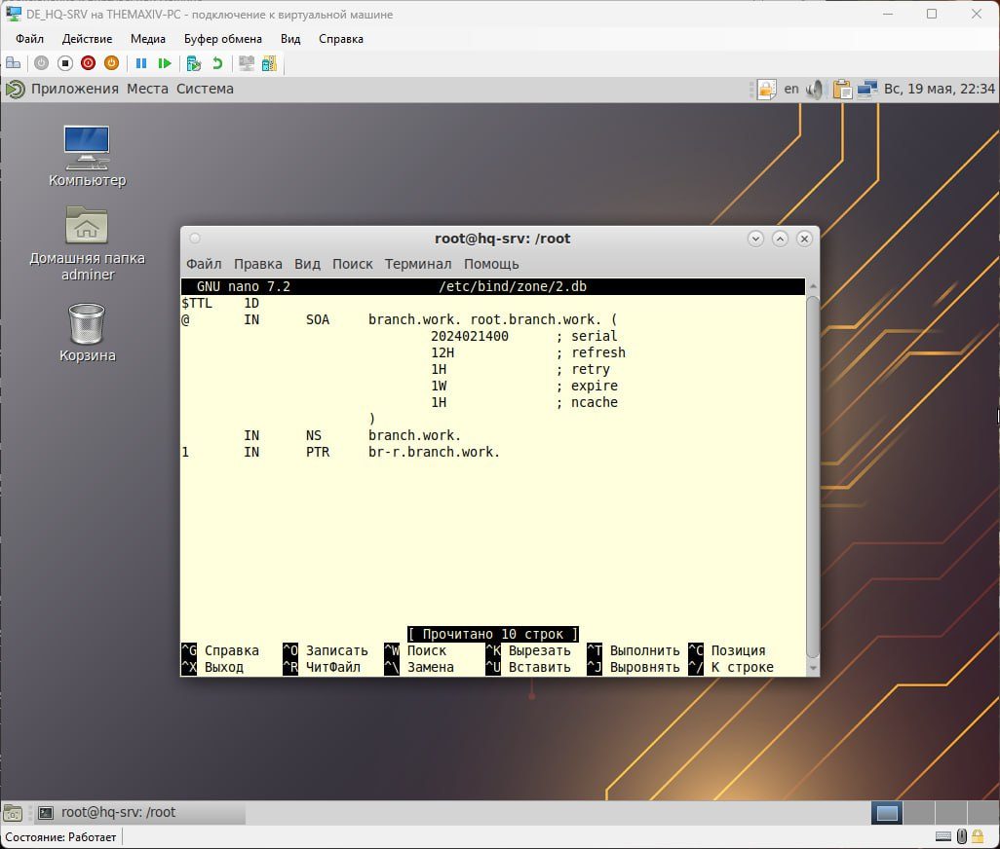 DE_HQ-SRV на THEMAXIV-PC - подключение к виртуальной машине
Файл Действие Медиа Буфер обмена Вид Справка
Приложения Места Система en Вс, 19 мая, 22:34
Компьютер
Домашняя папка
adminer
Корзина
root@hq-srv: /root
Файл Правка Вид Поиск Терминал Помощь
GNU nano 7.2 /etc/bind/zone/2.db
$TTL 1D
@ IN SOA branch.work. root.branch.work. (
2024021400 ; serial
12H ; refresh
1H ; retry
1W ; expire
1H ; ncache
)
IN NS branch.work.
1 IN PTR br-r.branch.work.
[ Прочитано 10 строк ]
^G Справка ^O Записать ^W Поиск ^K Вырезать ^T Выполнить ^C Позиция
^X Выход ^R ЧитФайл ^\ Замена ^U Вставить ^J Выровнять ^/ К строке
root@hq-srv: /root
Состояние: Работает